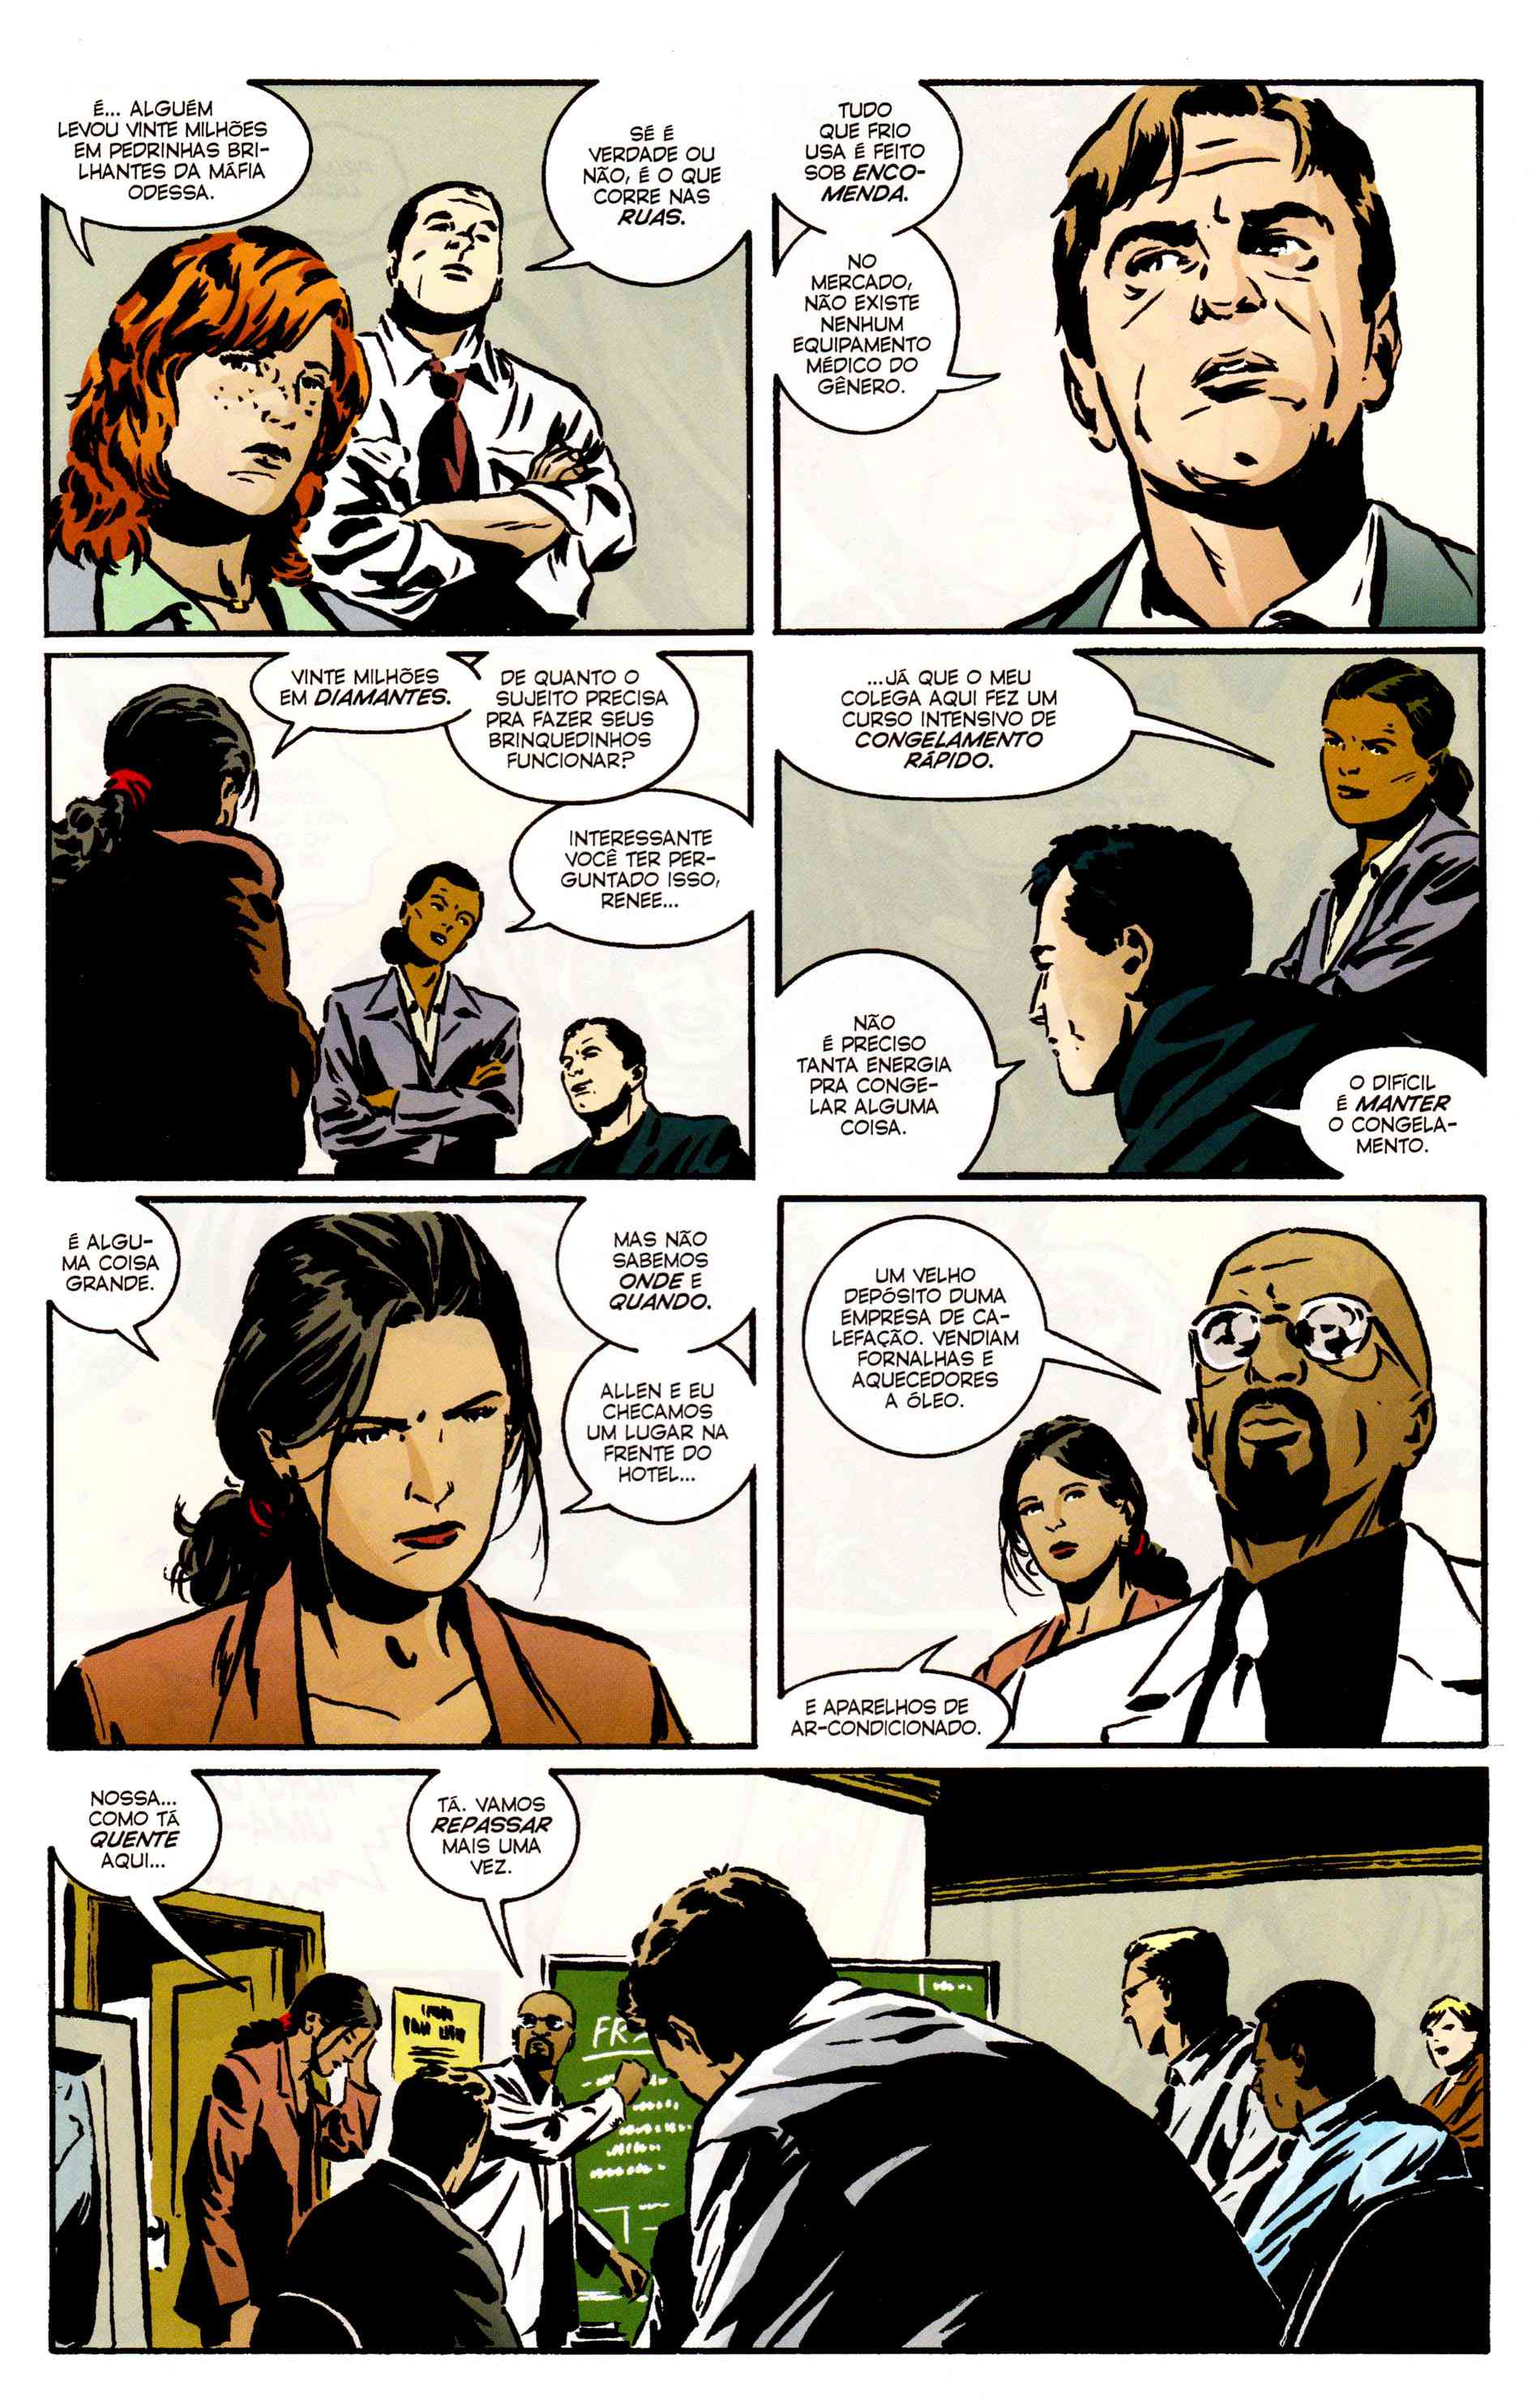 É... ALGUÉM
LEVOU VINTE MILHÕES
EM PEDRINHAS BRI-
LHANTES DA MÁFIA
ODESSA.
SÉ É
VERDADE OU
NÃO, É O QUE
CORRE NAS
RUAS.
TUDO
QUE FRIO
USA É FEITO
SOB ENCO-
MENDA.
NO
MERCADO,
NÃO EXISTE
NENHUM
EQUIPAMENTO
MÉDICO DO
GÊNERO.
VINTE MILHÕES
EM DIAMANTES.
DE QUANTO O
SUJEITO PRECISA
PRA FAZER SEUS
BRINQUEDINHOS
FUNCIONAR?
INTERESSANTE
VOCÊ TER PER-
GUNTADO ISSO,
RENEE...
...JÁ QUE O MEU
COLEGA AQUI FEZ UM
CURSO INTENSIVO DE
CONGELAMENTO
RÁPIDO.
NÃO
É PRECISO
TANTA ENERGIA
PRA CONGE-
LAR ALGUMA
COISA.
O DIFÍCIL
É MANTER
O CONGELA-
MENTO.
É ALGU-
MA COISA
GRANDE.
MAS NÃO
SABEMOS
ONDE E
QUANDO.
ALLEN E EU
CHECAMOS
UM LUGAR NA
FRENTE DO
HOTEL...
UM VELHO
DEPÓSITO DUMA
EMPRESA DE CA-
LEFAÇÃO. VENDIAM
FORNALHAS E
AQUECEDORES
A ÓLEO.
E APARELHOS DE
AR-CONDICIONADO.
NOSSA...
COMO TÁ
QUENTE
AQUI...
TÁ. VAMOS
REPASSAR
MAIS UMA
VEZ.